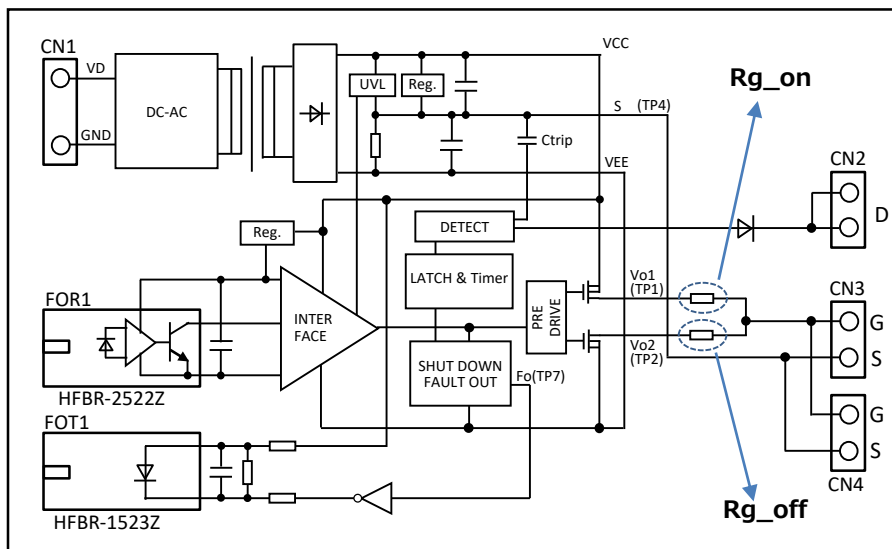 CN1
VD
GND
DC-AC
VCC
UVL
Reg.
S (TP4)
Ctrip
VEE
Rg_on
CN2
D
Reg.
DETECT
LATCH & Timer
FOR1
INTER
FACE
PRE
DRIVE
Vo1
(TP1)
Vo2
(TP2)
CN3
G
S
HFBR-2522Z
SHUT DOWN
FAULT OUT
Fo(TP7)
FOT1
G
S
CN4
HFBR-1523Z
Rg_off